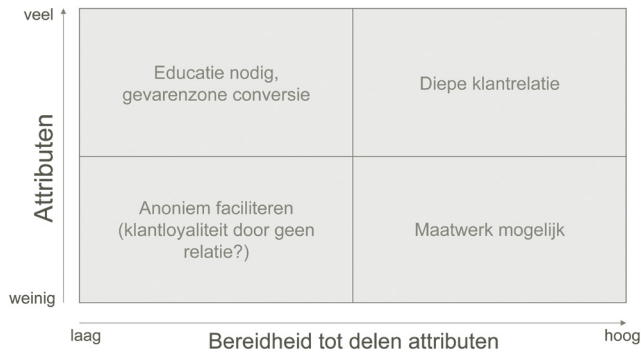 veel
Educatie nodig,
gevarenzone conversie
Diepe klantrelatie
Attributen
Anoniem faciliteren
(klantloyaliteit door geen
relatie?)
Maatwerk mogelijk
weinig
laag
Bereidheid tot delen attributen
hoog